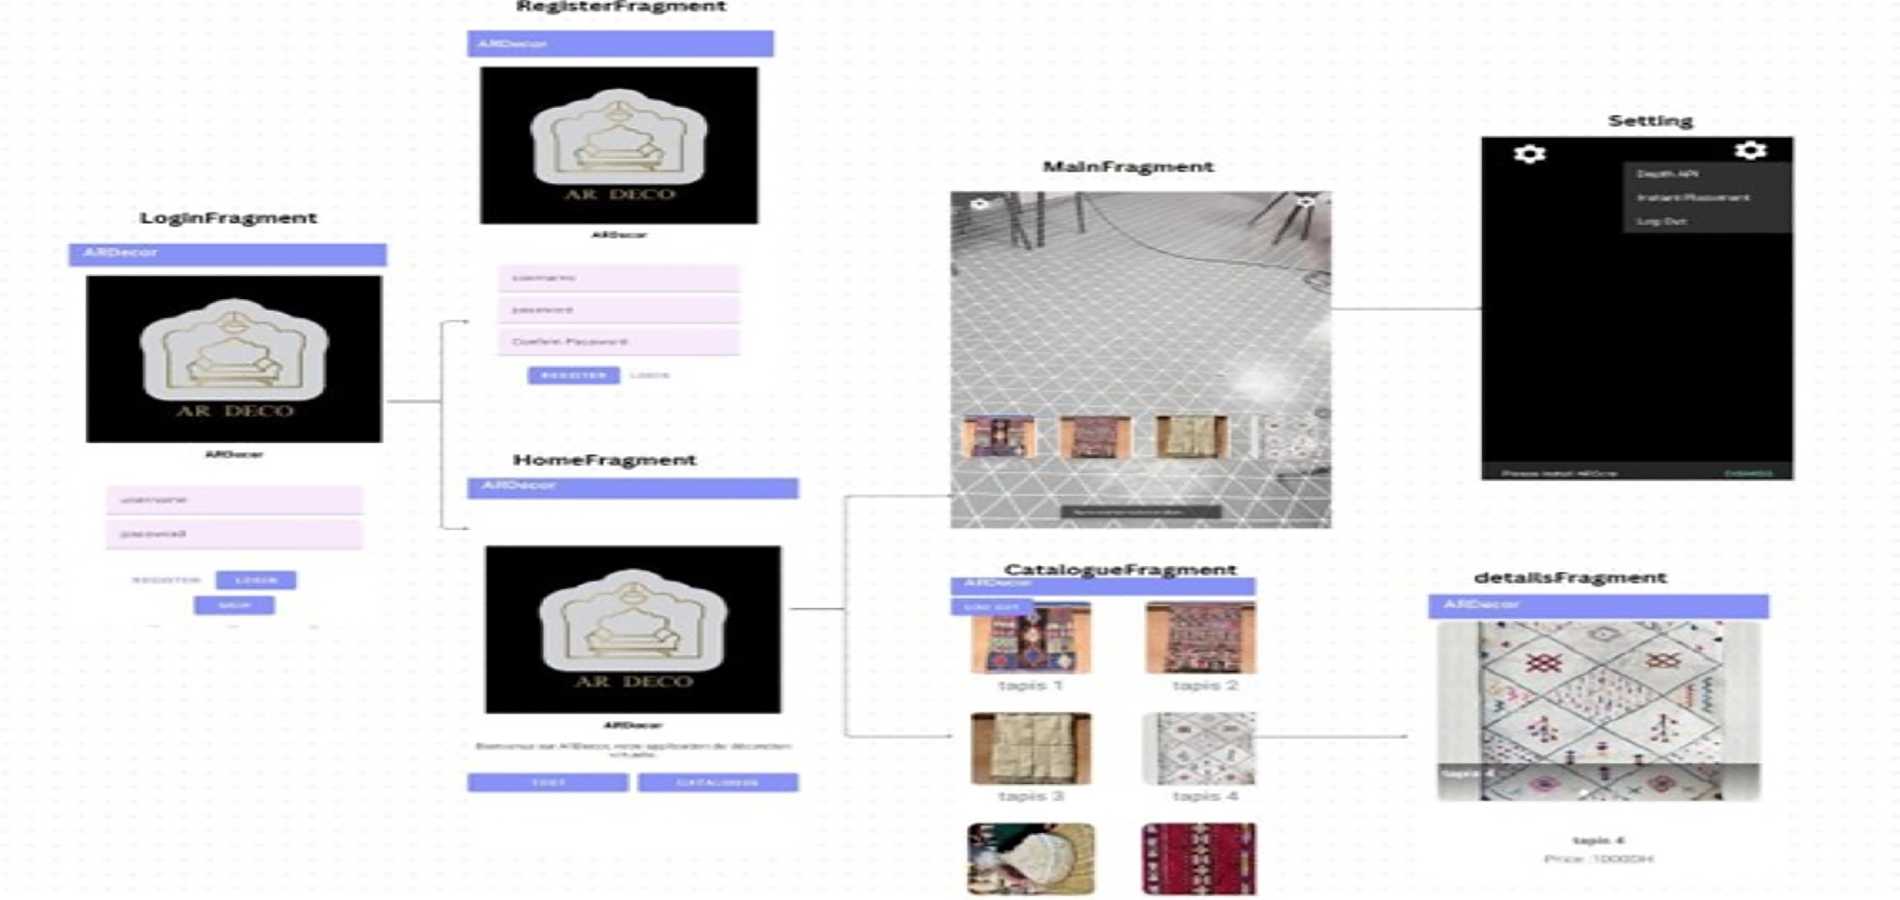 RegisterFragment
ARDecor
AR DECO
ARDecor
username
password
Confirm Password
REGISTER LOGIN
LoginFragment
ARDecor
AR DECO
ARDecor
username
password
REGISTER LOGIN
SKIP
HomeFragment
ARDecor
AR DECO
ARDecor
Bienvenue sur ARDecor, notre application de décoration
virtuelle.
TEST CATALOGUE
MainFragment
Setting
Depth API
Instant Placement
Log Out
Please install ARCore DISMISS
CatalogueFragment
ARDecor
LOG OUT
tapis 1 tapis 2
tapis 3 tapis 4
detailsFragment
ARDecor
tapis 4
tapis 4
Price :1000DH